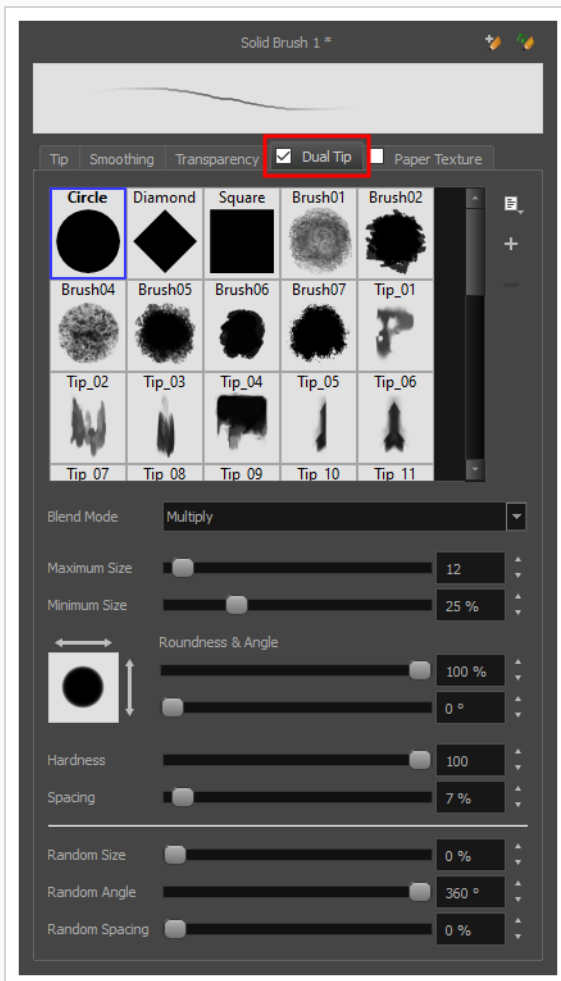 Solid Brush 1 *
Tip Smoothing Transparency Dual Tip Paper Texture
Circle Diamond Square Brush01 Brush02
Brush04 Brush05 Brush06 Brush07 Tip_01
Tip_02 Tip_03 Tip_04 Tip_05 Tip_06
Tip_07 Tip_08 Tip_09 Tip_10 Tip_11
Blend Mode Multiply
Maximum Size 12
Minimum Size 25 %
Roundness & Angle
100 %
0 °
Hardness 100
Spacing 7 %
Random Size 0 %
Random Angle 360 °
Random Spacing 0 %